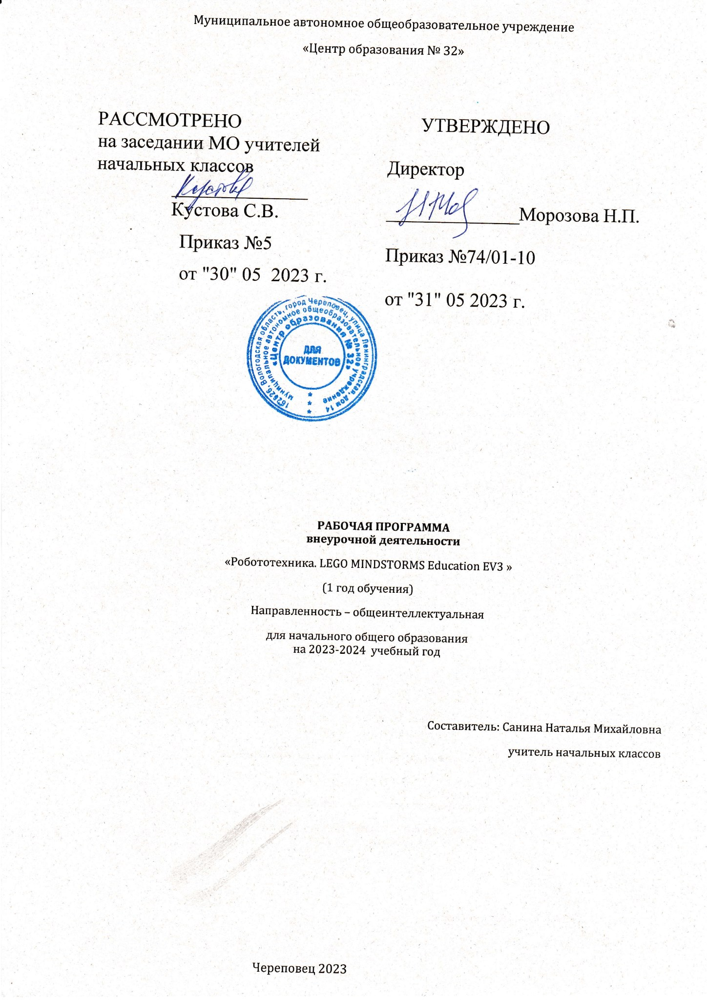 Муниципальное автономное общеобразовательное учреждение
«Центр образования № 32»
РАССМОТРЕНО
на заседании МО учителей
начальных классов
Кустова
Кустова С.В.
Приказ №5
от "30" 05 2023 г.
УТВЕРЖДЕНО
Директор
Морозова Н.П.
Приказ №74/01-10
от "31" 05 2023 г.
162626, Вологодская область, город Череповец, улица Ленинградская, дом 14
муниципальное автономное общеобразовательное учреждение
«Центр образования № 32»
ДЛЯ
ДОКУМЕНТОВ
РАБОЧАЯ ПРОГРАММА
внеурочной деятельности
«Робототехника. LEGO MINDSTORMS Education EV3 »
(1 год обучения)
Направленность – общеинтеллектуальная
для начального общего образования
на 2023-2024 учебный год
Составитель: Санина Наталья Михайловна
учитель начальных классов
Череповец 2023